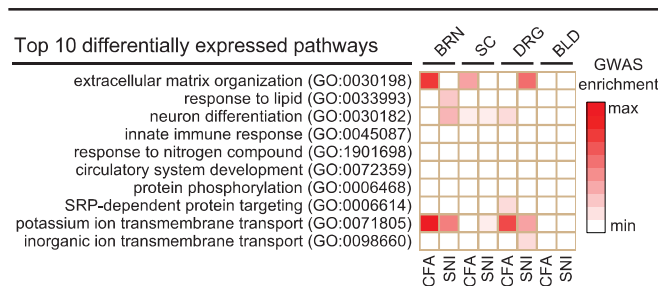 Top 10 differentially expressed pathways
BRN SC DRG BLD
GWAS
enrichment
max
min
extracellular matrix organization (GO:0030198)
response to lipid (GO:0033993)
neuron differentiation (GO:0030182)
innate immune response (GO:0045087)
response to nitrogen compound (GO:1901698)
circulatory system development (GO:0072359)
protein phosphorylation (GO:0006468)
SRP-dependent protein targeting (GO:0006614)
potassium ion transmembrane transport (GO:0071805)
inorganic ion transmembrane transport (GO:0098660)
CFA SNI CFA SNI CFA SNI CFA SNI